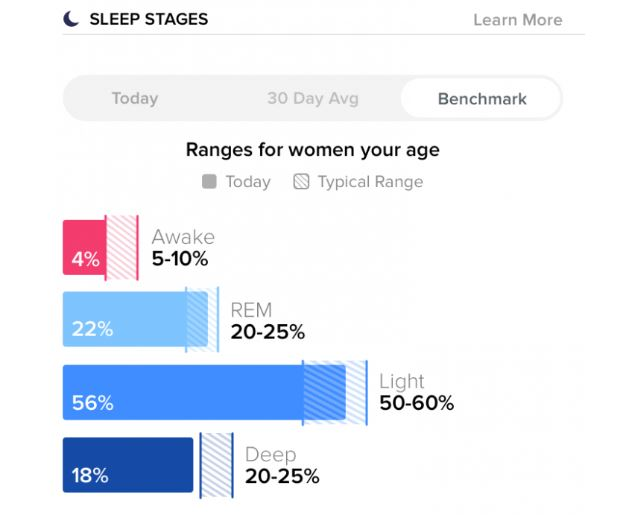 SLEEP STAGES Learn More
Today 30 Day Avg Benchmark
Ranges for women your age
Today Typical Range
Awake
4% 5-10%
REM
22% 20-25%
Light
56% 50-60%
Deep
18% 20-25%